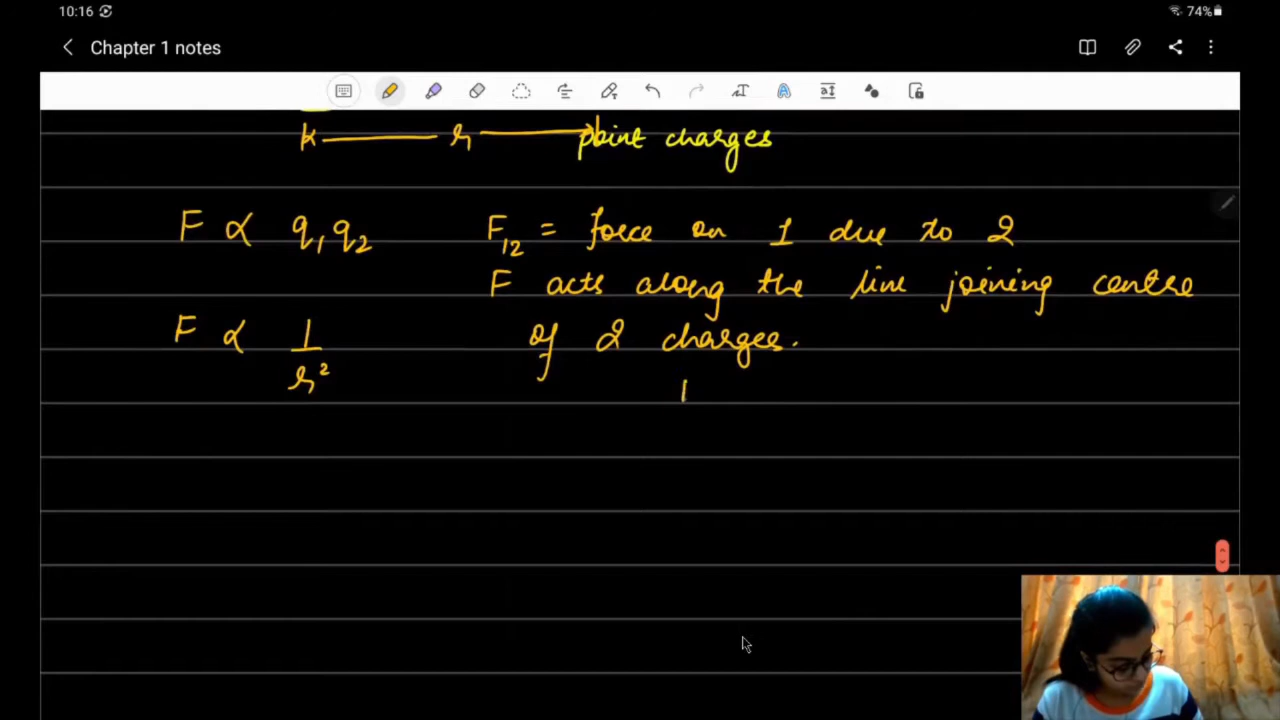 10:16
74%
Chapter 1 notes
r
point charges
F ∝ q₁q₂
F₁₂ = force on 1 due to 2
F acts along the line joining centre
F ∝ 1/r²
of 2 charges.